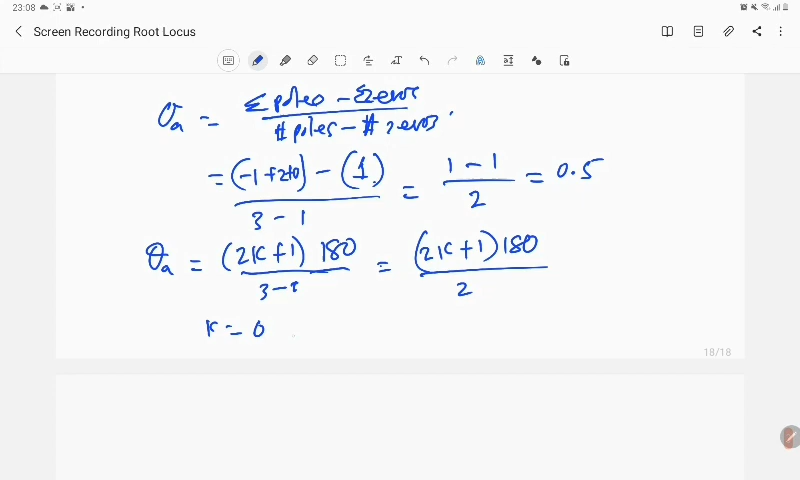 23:08
Screen Recording Root Locus
σa = Σpoles - Σzeros / #poles - #zeros
= (-1+2+0) - (1) / 3 - 1 = 1 - 1 / 2 = 0.5
θa = (2K+1) 180 / 3-1 = (2K+1) 180 / 2
K = 0
18/18